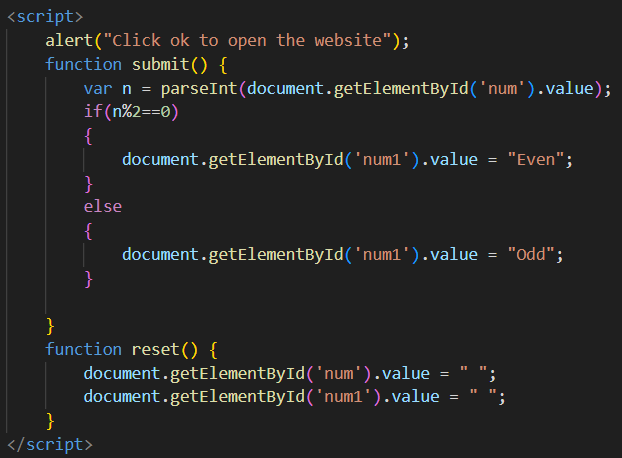 <script>
    alert("Click ok to open the website");
    function submit() {
        var n = parseInt(document.getElementById('num').value);
        if(n%2==0)
        {
            document.getElementById('num1').value = "Even";
        }
        else
        {
            document.getElementById('num1').value = "Odd";
        }

    }
    function reset() {
        document.getElementById('num').value = " ";
        document.getElementById('num1').value = " ";
    }
</script>